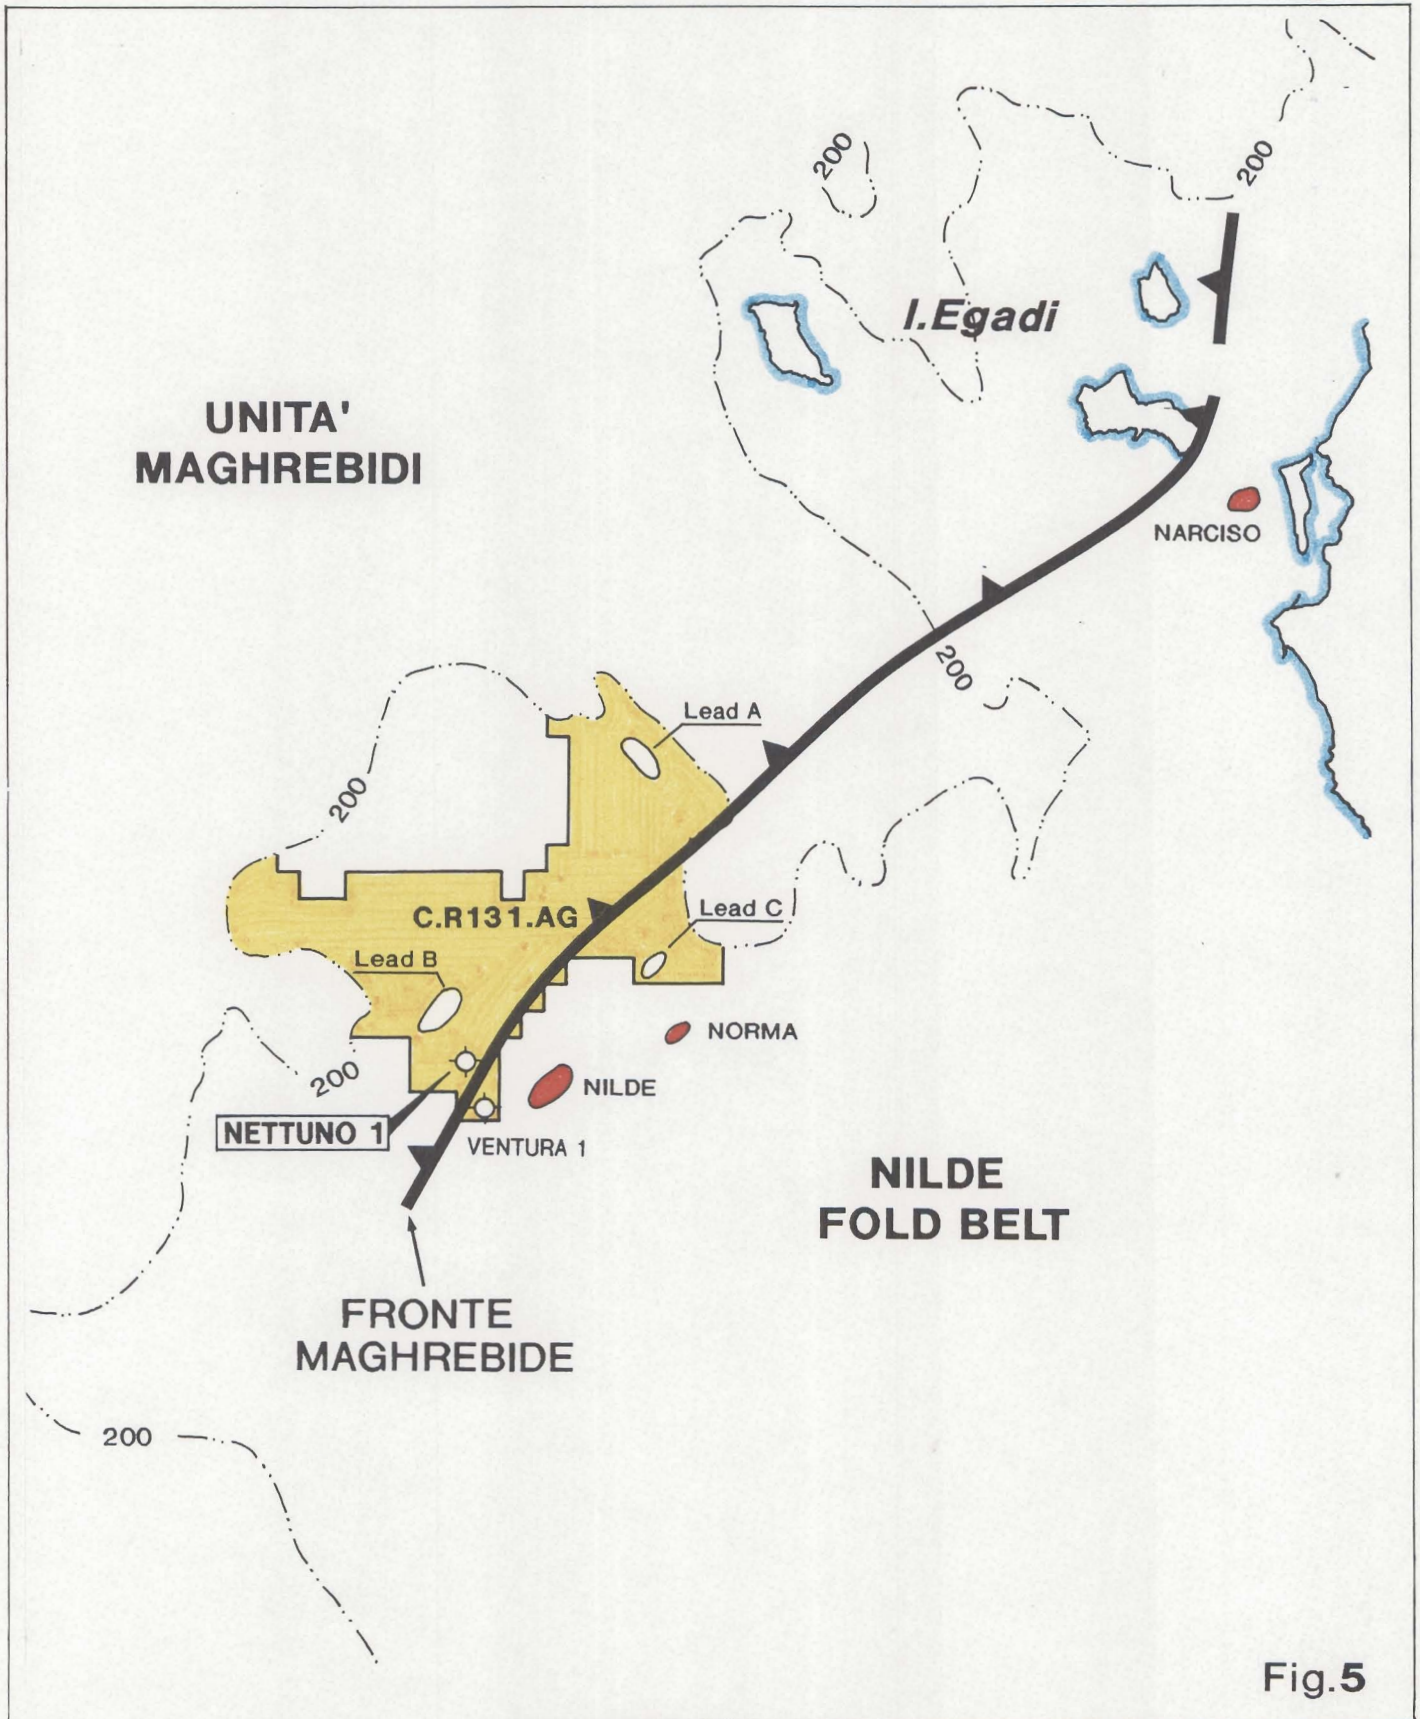 200
200
I.Egadi
UNITA'
MAGHREBIDI
NARCISO
200
Lead A
200
Lead C
C.R131.AG
Lead B
NORMA
200
NILDE
NETTUNO 1
VENTURA 1
NILDE
FOLD BELT
FRONTE
MAGHREBIDE
200
Fig.5